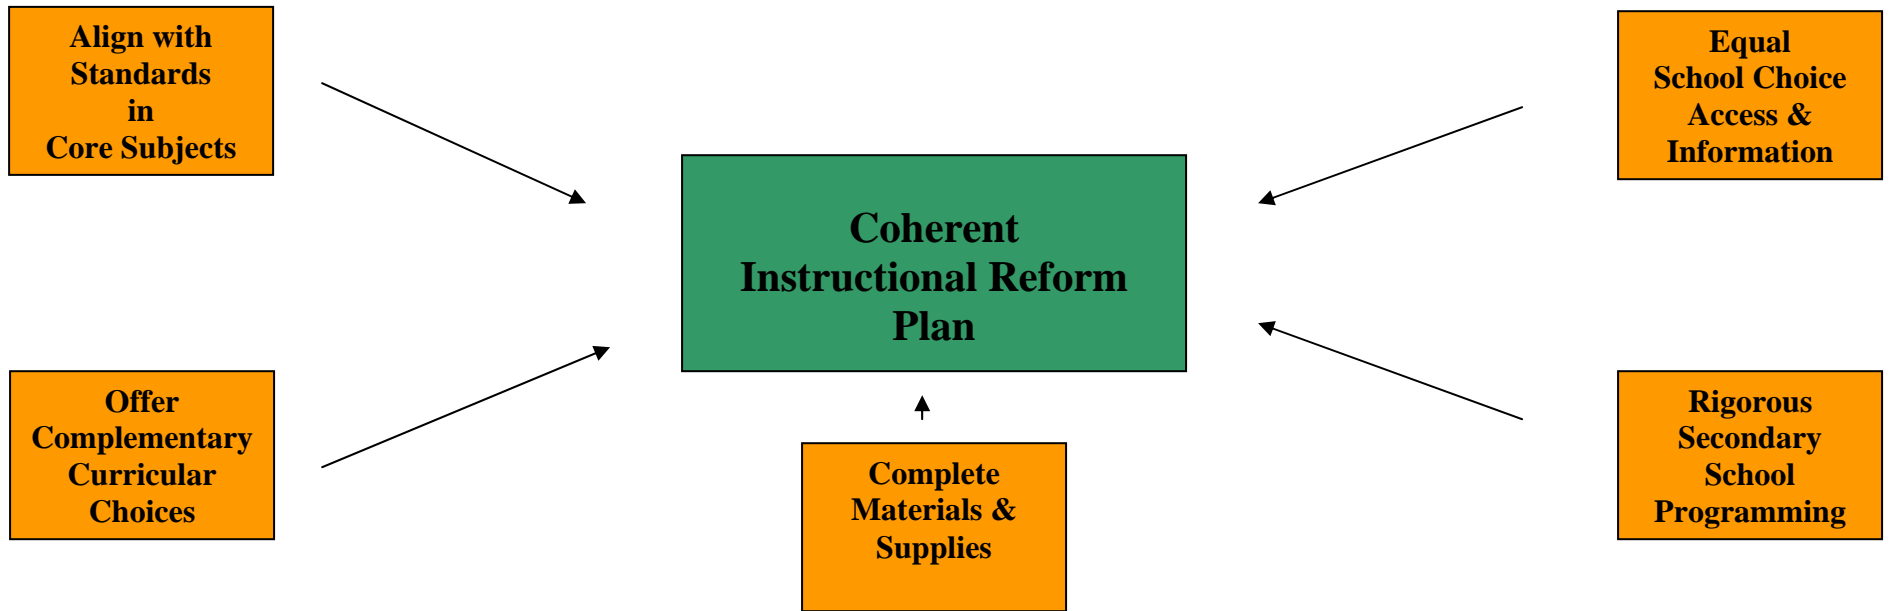 Align with
Standards
in
Core Subjects
Equal
School Choice
Access &
Information
Coherent
Instructional Reform
Plan
Offer
Complementary
Curricular
Choices
Complete
Materials &
Supplies
Rigorous
Secondary
School
Programming